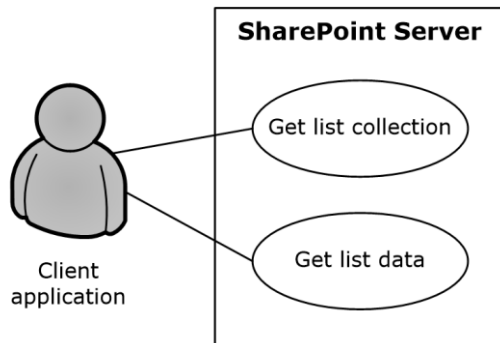 SharePoint Server
Get list collection
Get list data
Client
application